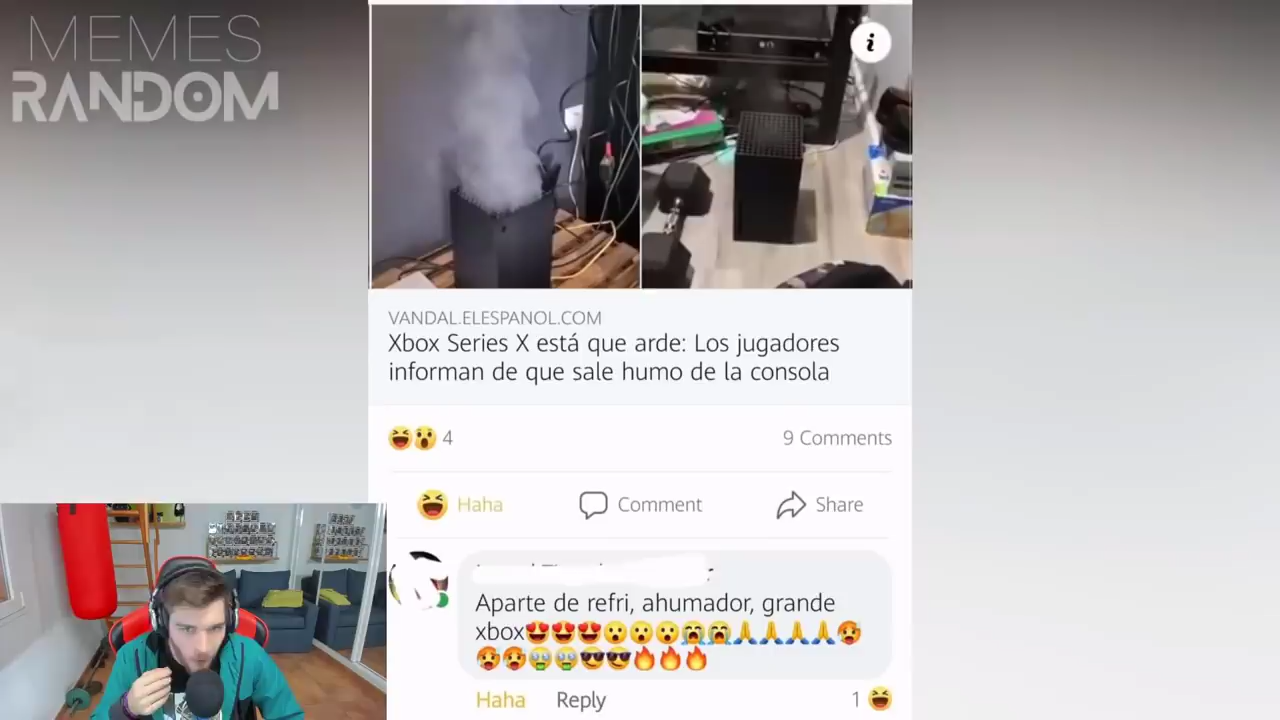 MEMES
RANDOM
VANDAL.ELESPANOL.COM
Xbox Series X está que arde: Los jugadores
informan de que sale humo de la consola
😆😮 4
9 Comments
😆 Haha
Comment
Share
Aparte de refri, ahumador, grande
xbox😍😍😍😮😮😮😭😭🙏🙏🙏🙏🥵
🥵🥵🤑🤑😎😎🔥🔥🔥
Haha
Reply
1 😆